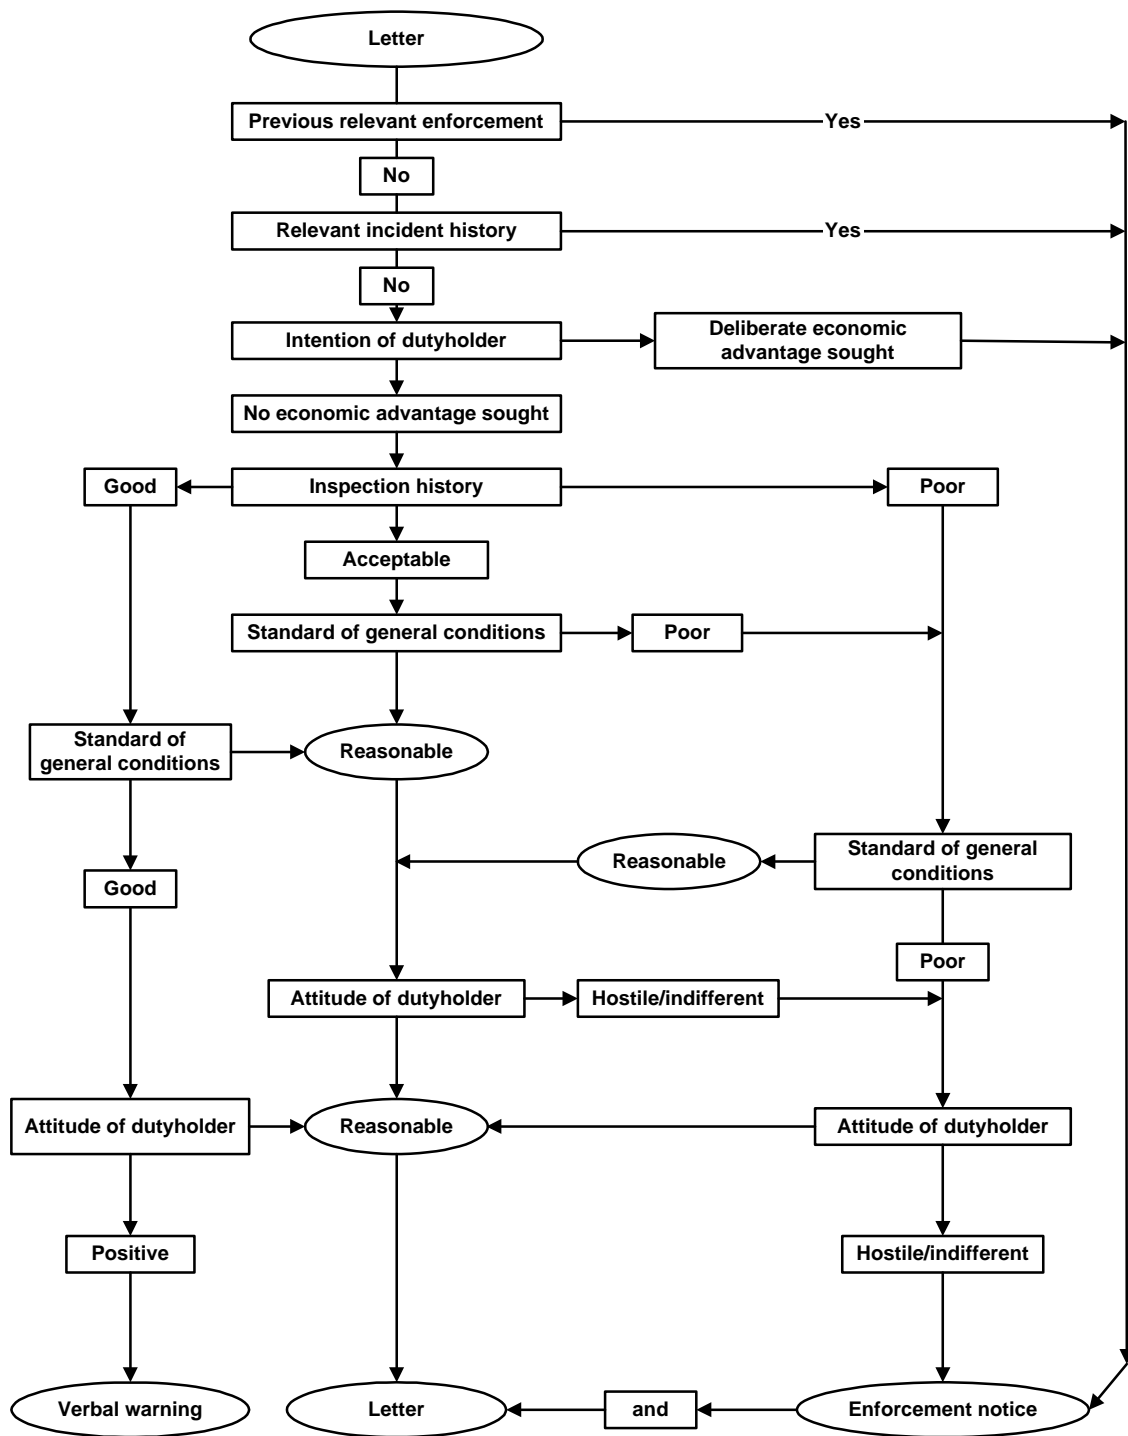 Letter
Previous relevant enforcement
Yes
No
Relevant incident history
Yes
No
Intention of dutyholder
Deliberate economic
advantage sought
No economic advantage sought
Good
Inspection history
Poor
Acceptable
Standard of general conditions
Poor
Standard of
general conditions
Reasonable
Reasonable
Standard of general
conditions
Good
Poor
Attitude of dutyholder
Hostile/indifferent
Attitude of dutyholder
Reasonable
Attitude of dutyholder
Positive
Hostile/indifferent
Verbal warning
Letter
and
Enforcement notice